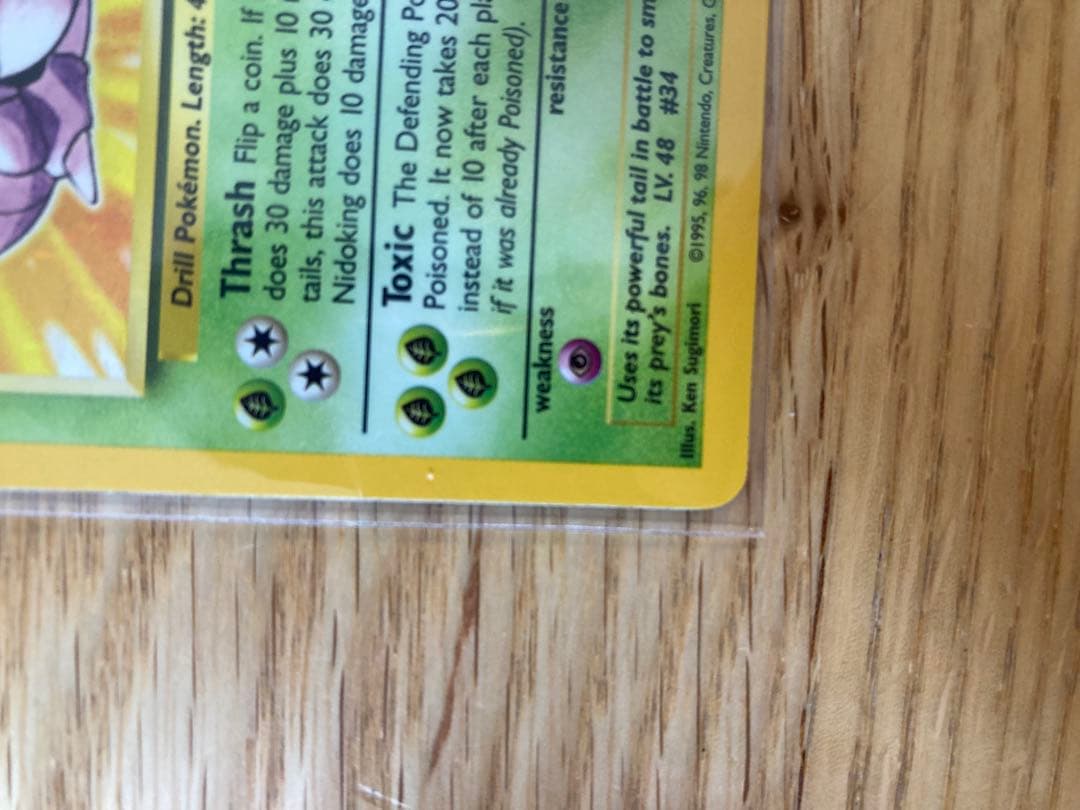 Drill Pokémon. Length: 4
Thrash Flip a coin. If
does 30 damage plus 10
tails, this attack does 30
Nidoking does 10 damage
Toxic The Defending Po
Poisoned. It now takes 20
instead of 10 after each pl
if it was already Poisoned).
weakness
resistance
Uses its powerful tail in battle to sm
its prey's bones. LV. 48 #34
Illus. Ken Sugimori
©1995, 96, 98 Nintendo, Creatures,